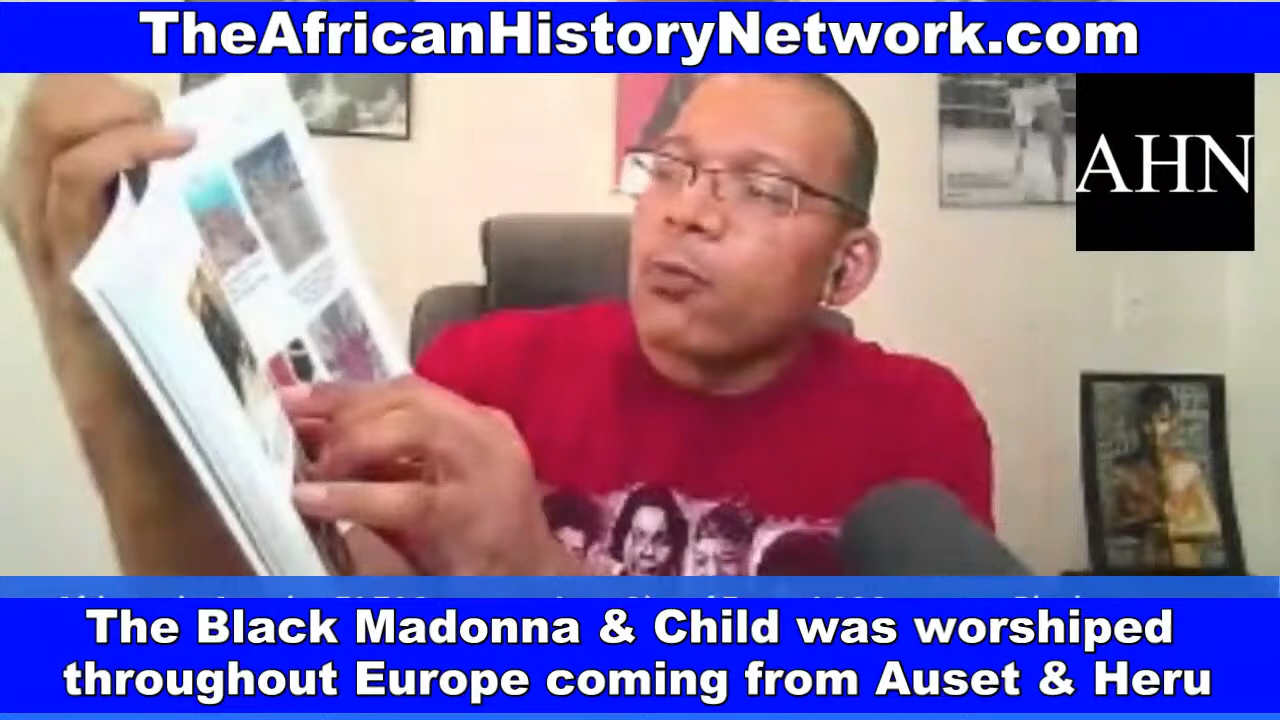 TheAfricanHistoryNetwork.com
AHN
The Black Madonna & Child was worshiped
throughout Europe coming from Auset & Heru